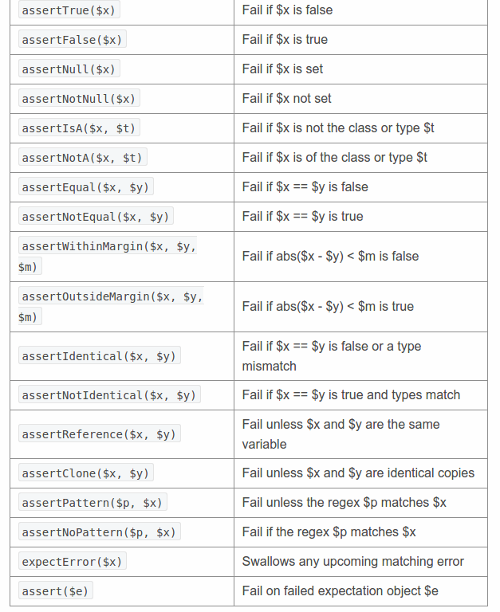 assertTrue($x) Fail if $x is false
assertFalse($x) Fail if $x is true
assertNull($x) Fail if $x is set
assertNotNull($x) Fail if $x not set
assertIsA($x, $t) Fail if $x is not the class or type $t
assertNotA($x, $t) Fail if $x is of the class or type $t
assertEqual($x, $y) Fail if $x == $y is false
assertNotEqual($x, $y) Fail if $x == $y is true
assertWithinMargin($x, $y,
$m)
Fail if abs($x - $y) < $m is false
assertOutsideMargin($x, $y,
$m)
Fail if abs($x - $y) < $m is true
assertIdentical($x, $y)
Fail if $x == $y is false or a type
mismatch
assertNotIdentical($x, $y) Fail if $x == $y is true and types match
assertReference($x, $y)
Fail unless $x and $y are the same
variable
assertClone($x, $y) Fail unless $x and $y are identical copies
assertPattern($p, $x) Fail unless the regex $p matches $x
assertNoPattern($p, $x) Fail if the regex $p matches $x
expectError($x) Swallows any upcoming matching error
assert($e) Fail on failed expectation object $e